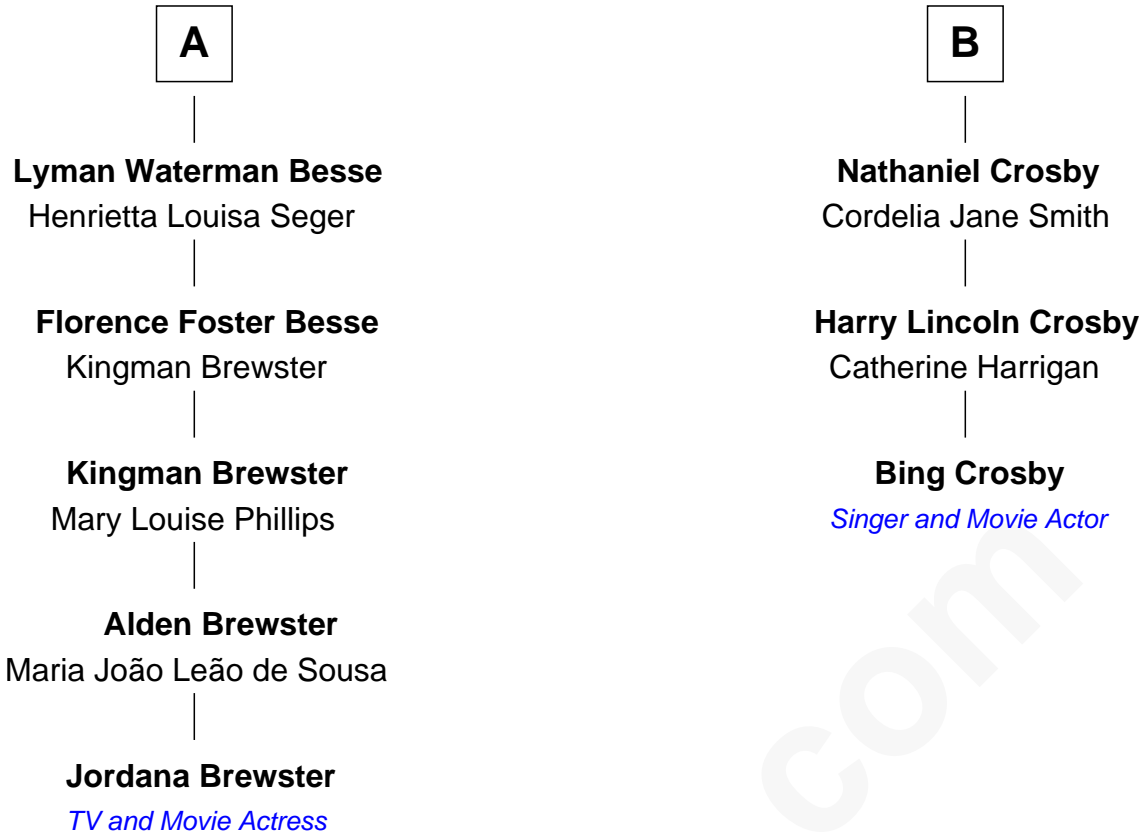 A
Lyman Waterman Besse
Henrietta Louisa Seger
Florence Foster Besse
Kingman Brewster
Kingman Brewster
Mary Louise Phillips
Alden Brewster
Maria João Leão de Sousa
Jordana Brewster
TV and Movie Actress
B
Nathaniel Crosby
Cordelia Jane Smith
Harry Lincoln Crosby
Catherine Harrigan
Bing Crosby
Singer and Movie Actor
com